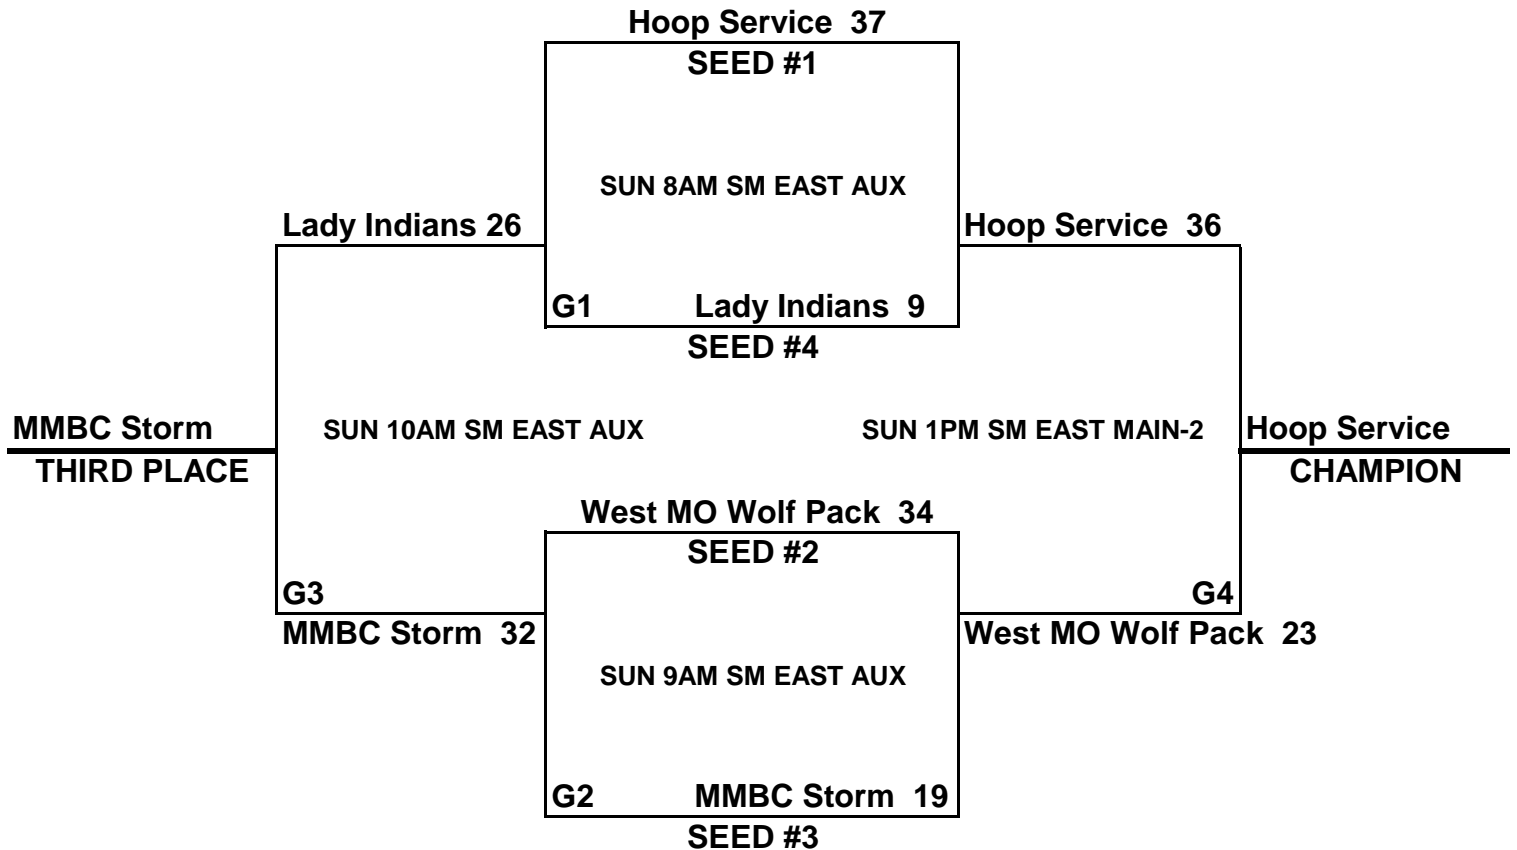 Hoop Service  37
SEED #1
SUN 8AM SM EAST AUX
Lady Indians 26
Hoop Service  36
G1
Lady Indians  9
SEED #4
MMBC Storm
SUN 10AM SM EAST AUX
SUN 1PM SM EAST MAIN-2
Hoop Service
THIRD PLACE
CHAMPION
West MO Wolf Pack  34
SEED #2
G3
G4
MMBC Storm  32
West MO Wolf Pack  23
SUN 9AM SM EAST AUX
G2
MMBC Storm  19
SEED #3